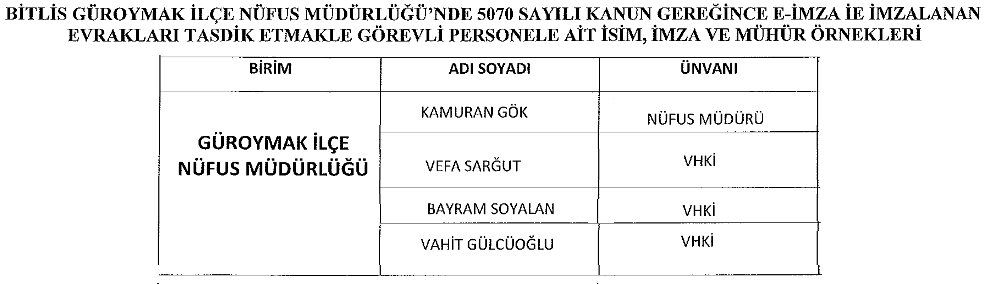 BİTLİS GÜROYMAK İLÇE NÜFUS MÜDÜRLÜĞÜ'NDE 5070 SAYILI KANUN GEREĞİNCE E-İMZA İE İMZALANAN
EVRAKLARI TASDİK ETMAKLE GÖREVLİ PERSONELE AİT İSİM, İMZA VE MÜHÜR ÖRNEKLERİ
BİRİM ADI SOYADI ÜNVANI
KAMURAN GÖK NÜFUS MÜDÜRÜ
GÜROYMAK İLÇE
NÜFUS MÜDÜRLÜĞÜ
VEFA SARĞUT VHKİ
BAYRAM SOYALAN VHKİ
VAHİT GÜLCÜOĞLU VHKİ